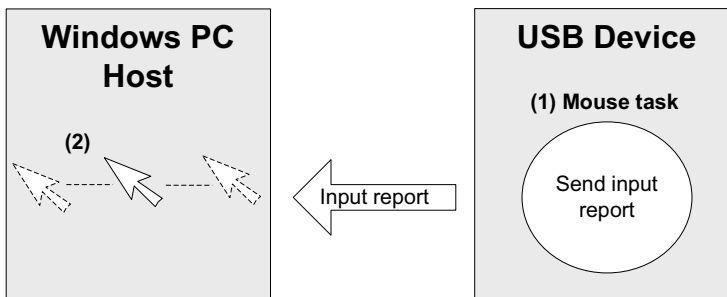 Windows PC
Host
(2)
Input report
USB Device
(1) Mouse task
Send input
report